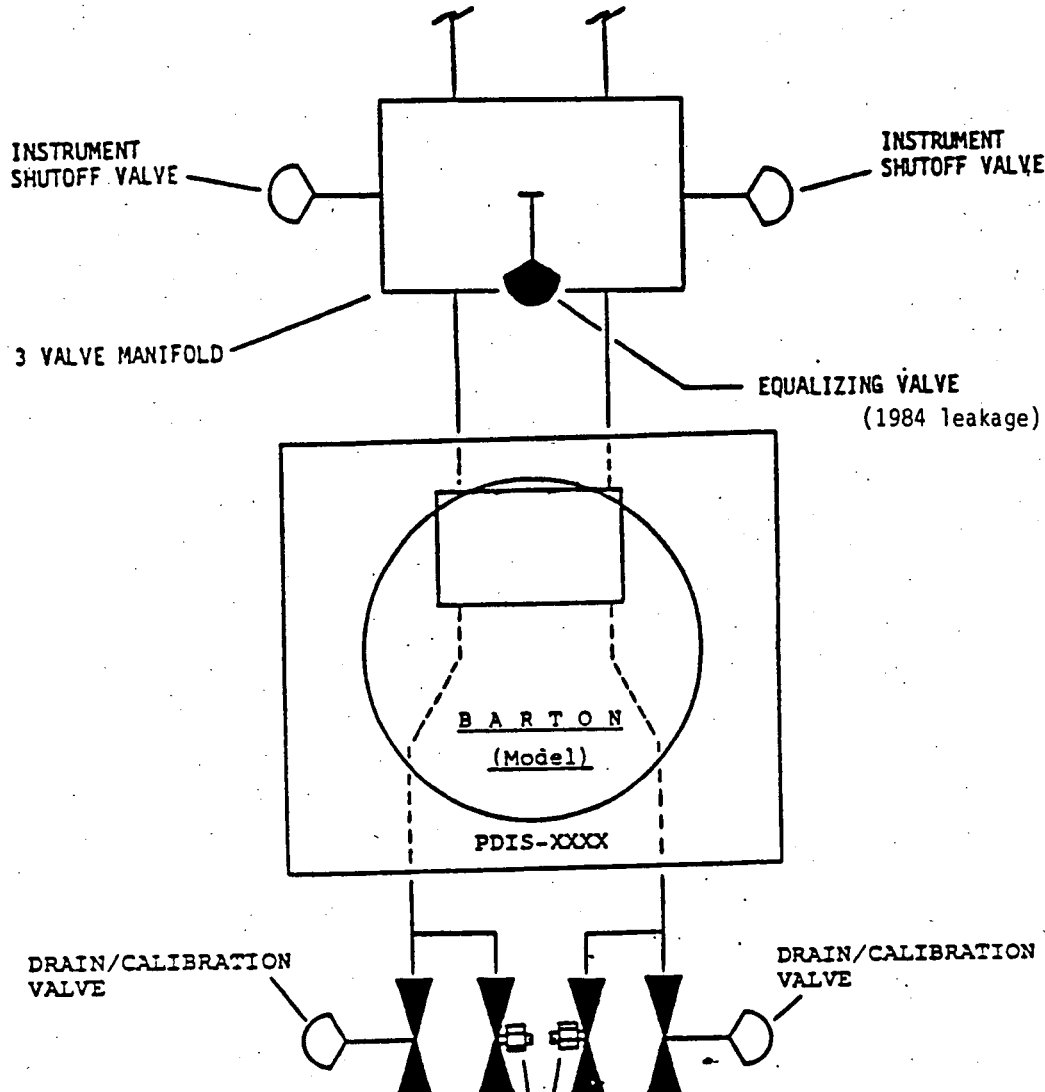 INSTRUMENT
SHUTOFF VALVE
INSTRUMENT
SHUTOFF VALVE
3 VALVE MANIFOLD
EQUALIZING VALVE
(1984 leakage)
B A R T O N
(Model)
PDIS-XXXX
DRAIN/CALIBRATION
VALVE
DRAIN/CALIBRATION
VALVE